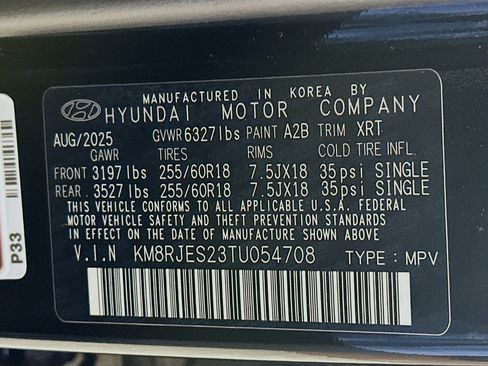 MANUFACTURED IN KOREA BY
HYUNDAI MOTOR COMPANY
AUG/2025 GVWR 6327lbs PAINT A2B TRIM XRT
GAWR TIRES RIMS COLD TIRE INFL.
FRONT 3197lbs 255/60R18 7.5JX18 35psi SINGLE
REAR 3527lbs 255/60R18 7.5JX18 35psi SINGLE
THIS VEHICLE CONFORMS TO ALL APPLICABLE U.S.A. FEDERAL
MOTOR VEHICLE SAFETY, BUMPER, AND THEFT PREVENTION
STANDARDS IN EFFECT ON THE DATE OF MANUFACTURE SHOWN ABOVE.
V.I.N KM8RJES23TU054708 TYPE : MPV
P33